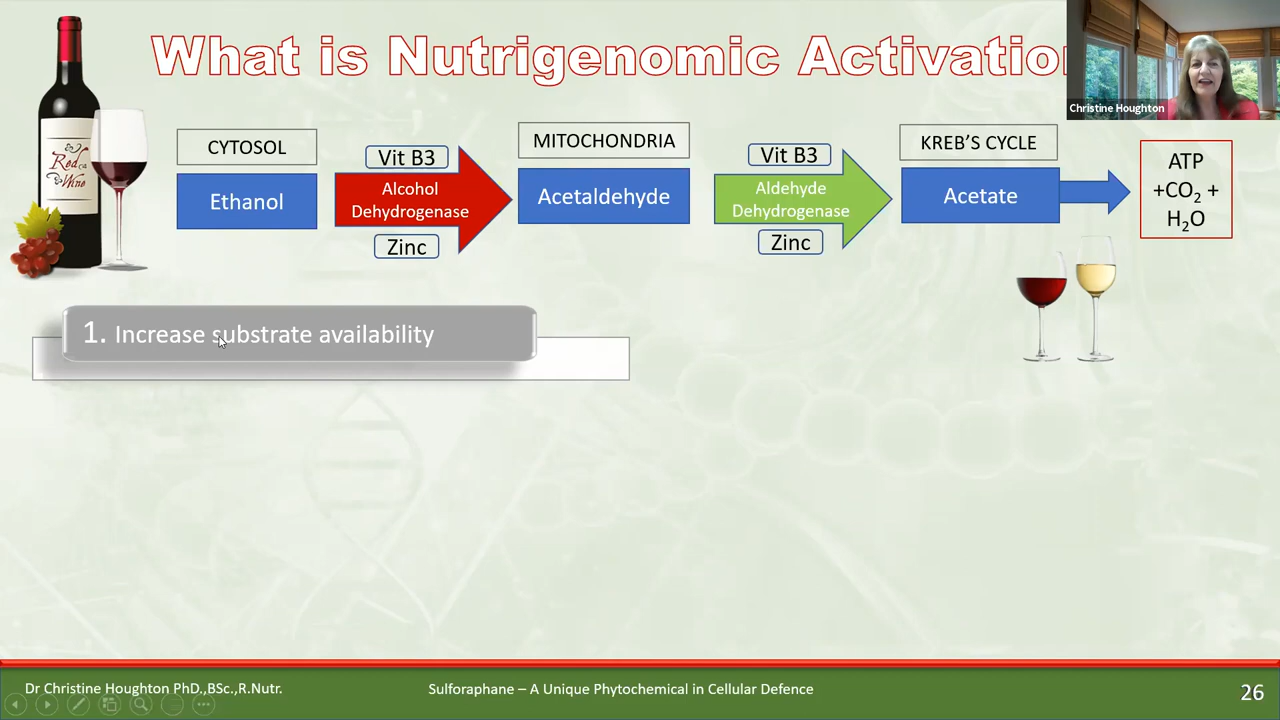 What is Nutrigenomic Activatio
Christine Houghton
Red
Wine
CYTOSOL
Ethanol
Vit B3
Alcohol
Dehydrogenase
Zinc
MITOCHONDRIA
Acetaldehyde
Vit B3
Aldehyde
Dehydrogenase
Zinc
KREB'S CYCLE
Acetate
ATP
+CO₂ +
H₂O
1. Increase substrate availability
Dr Christine Houghton PhD.,BSc.,R.Nutr.
Sulforaphane – A Unique Phytochemical in Cellular Defence
26